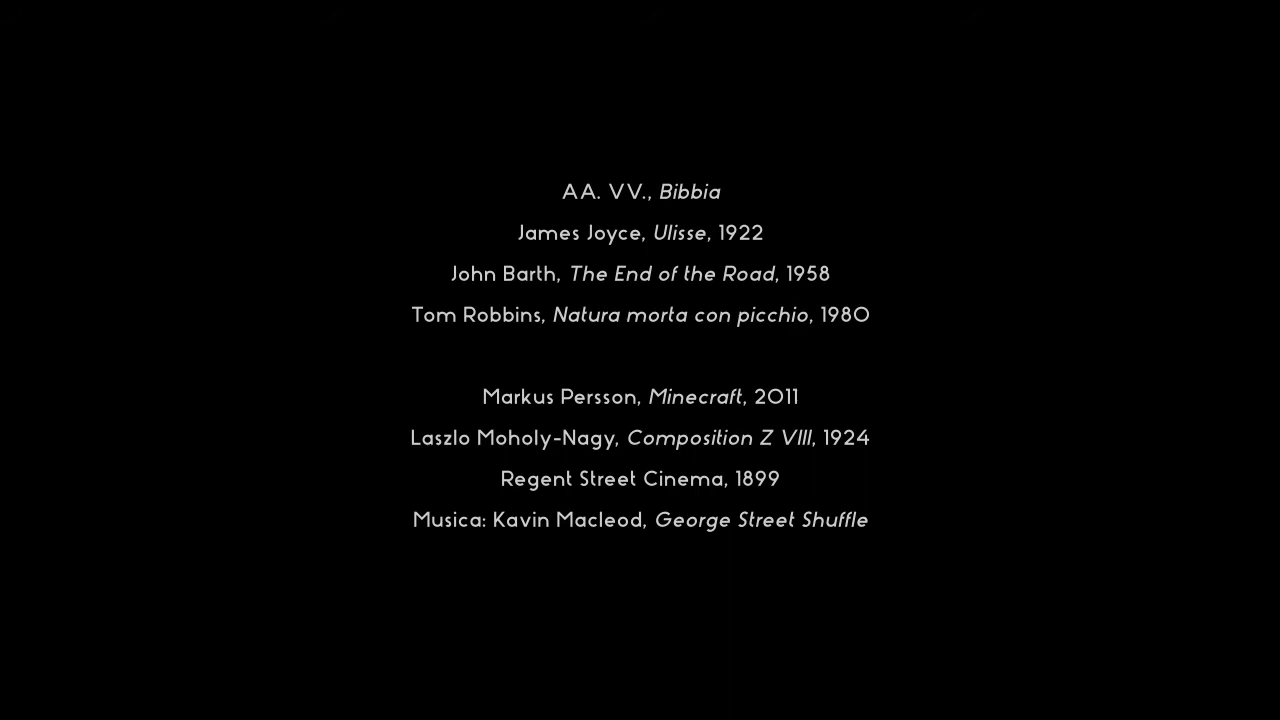 AA. VV., Bibbia
James Joyce, Ulisse, 1922
John Barth, The End of the Road, 1958
Tom Robbins, Natura morta con picchio, 1980
Markus Persson, Minecraft, 2011
Laszlo Moholy-Nagy, Composition Z VIII, 1924
Regent Street Cinema, 1899
Musica: Kavin Macleod, George Street Shuffle